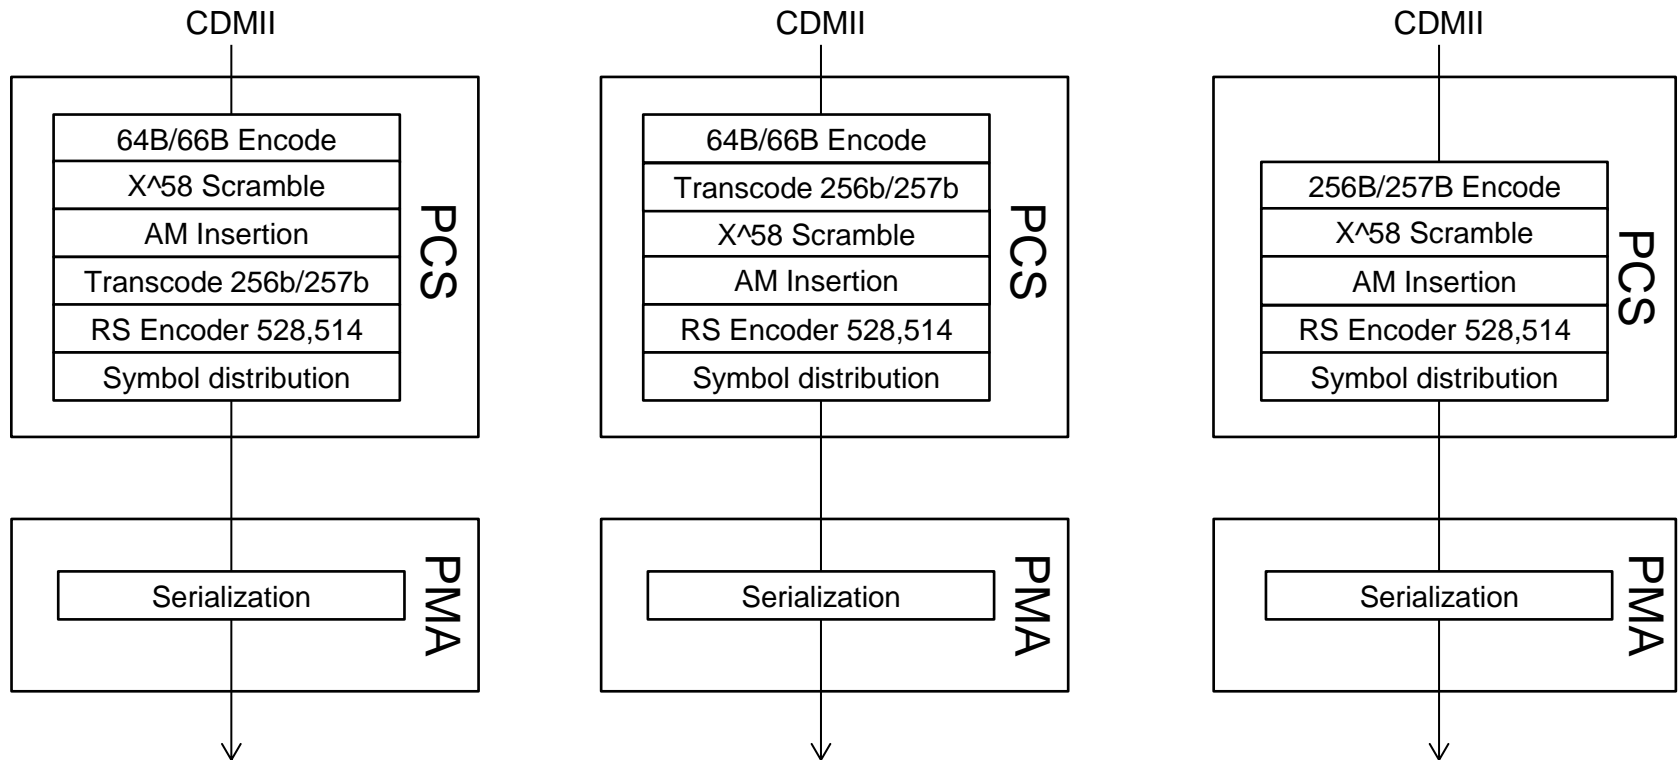 CDMII
64B/66B Encode
X^58 Scramble
AM Insertion
Transcode 256b/257b
RS Encoder 528,514
Symbol distribution
PCS
Serialization
PMA
CDMII
64B/66B Encode
Transcode 256b/257b
X^58 Scramble
AM Insertion
RS Encoder 528,514
Symbol distribution
PCS
Serialization
PMA
CDMII
256B/257B Encode
X^58 Scramble
AM Insertion
RS Encoder 528,514
Symbol distribution
PCS
Serialization
PMA